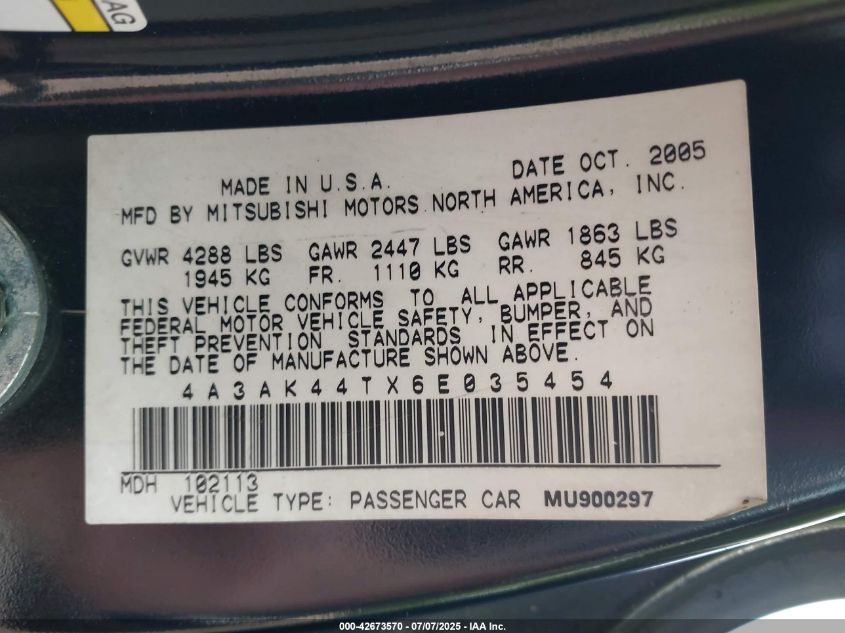 AG
DATE OCT. 2005
MADE IN U.S.A.
MFD BY MITSUBISHI MOTORS NORTH AMERICA, INC.
GVWR 4288 LBS GAWR 2447 LBS GAWR 1863 LBS
1945 KG FR. 1110 KG RR. 845 KG
THIS VEHICLE CONFORMS TO ALL APPLICABLE
FEDERAL MOTOR VEHICLE SAFETY, BUMPER, AND
THEFT PREVENTION STANDARDS IN EFFECT ON
THE DATE OF MANUFACTURE SHOWN ABOVE.
4A3AK44TX6E035454
MDH 102113
VEHICLE TYPE: PASSENGER CAR MU900297
000-42673570 - 07/07/2025 - IAA Inc.